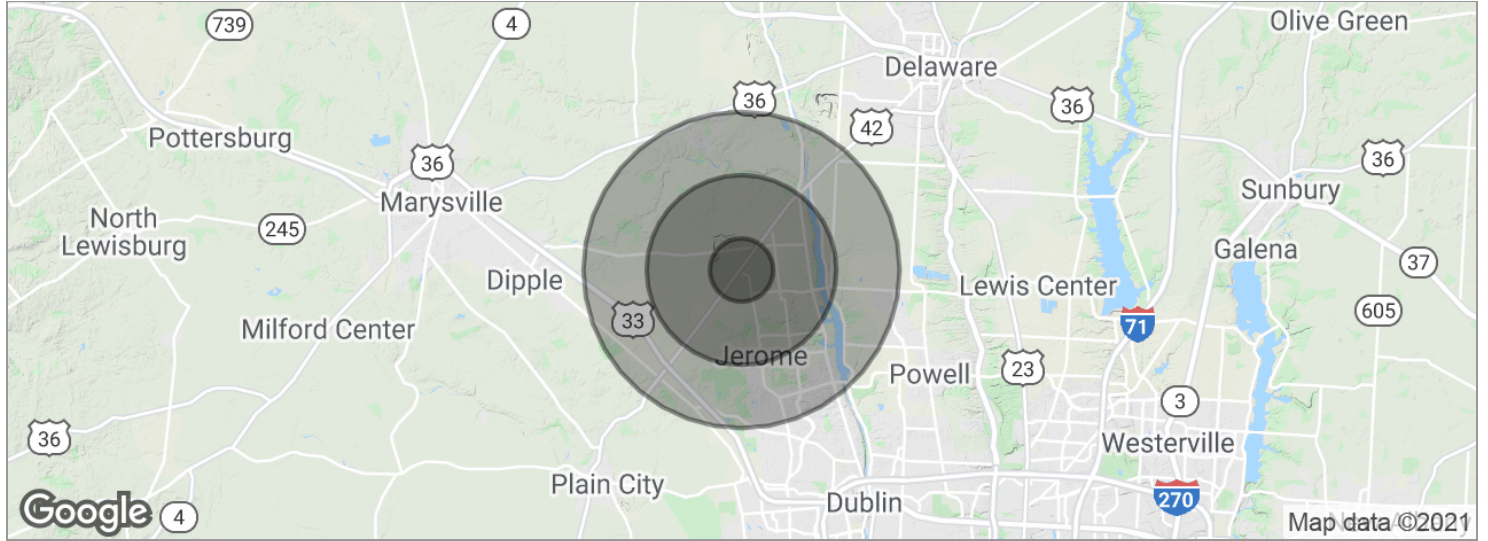 739
4
Olive Green
Delaware
36
36
42
Pottersburg
36
36
Marysville
Sunbury
North
Lewisburg
245
Galena
37
Dipple
Lewis Center
605
33
Milford Center
71
Jerome
Powell
23
3
36
Westerville
Plain City
Dublin
270
Google
4
Map data ©2021